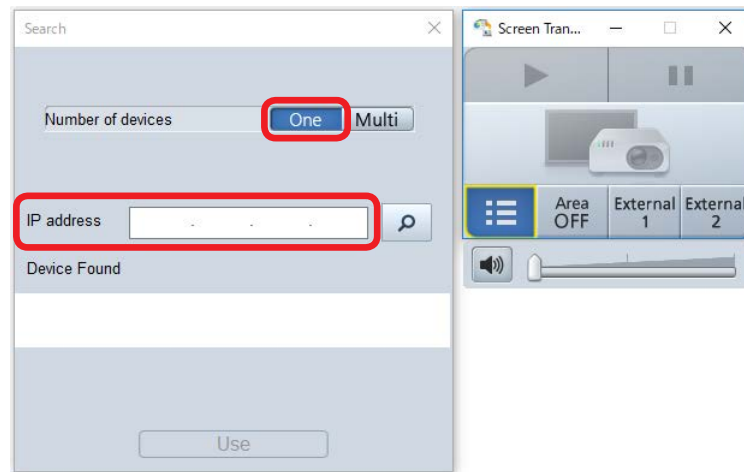 Search
Number of devices One Multi
IP address . . .
Device Found
Use
Screen Tran...
Area
OFF
External
1
External
2